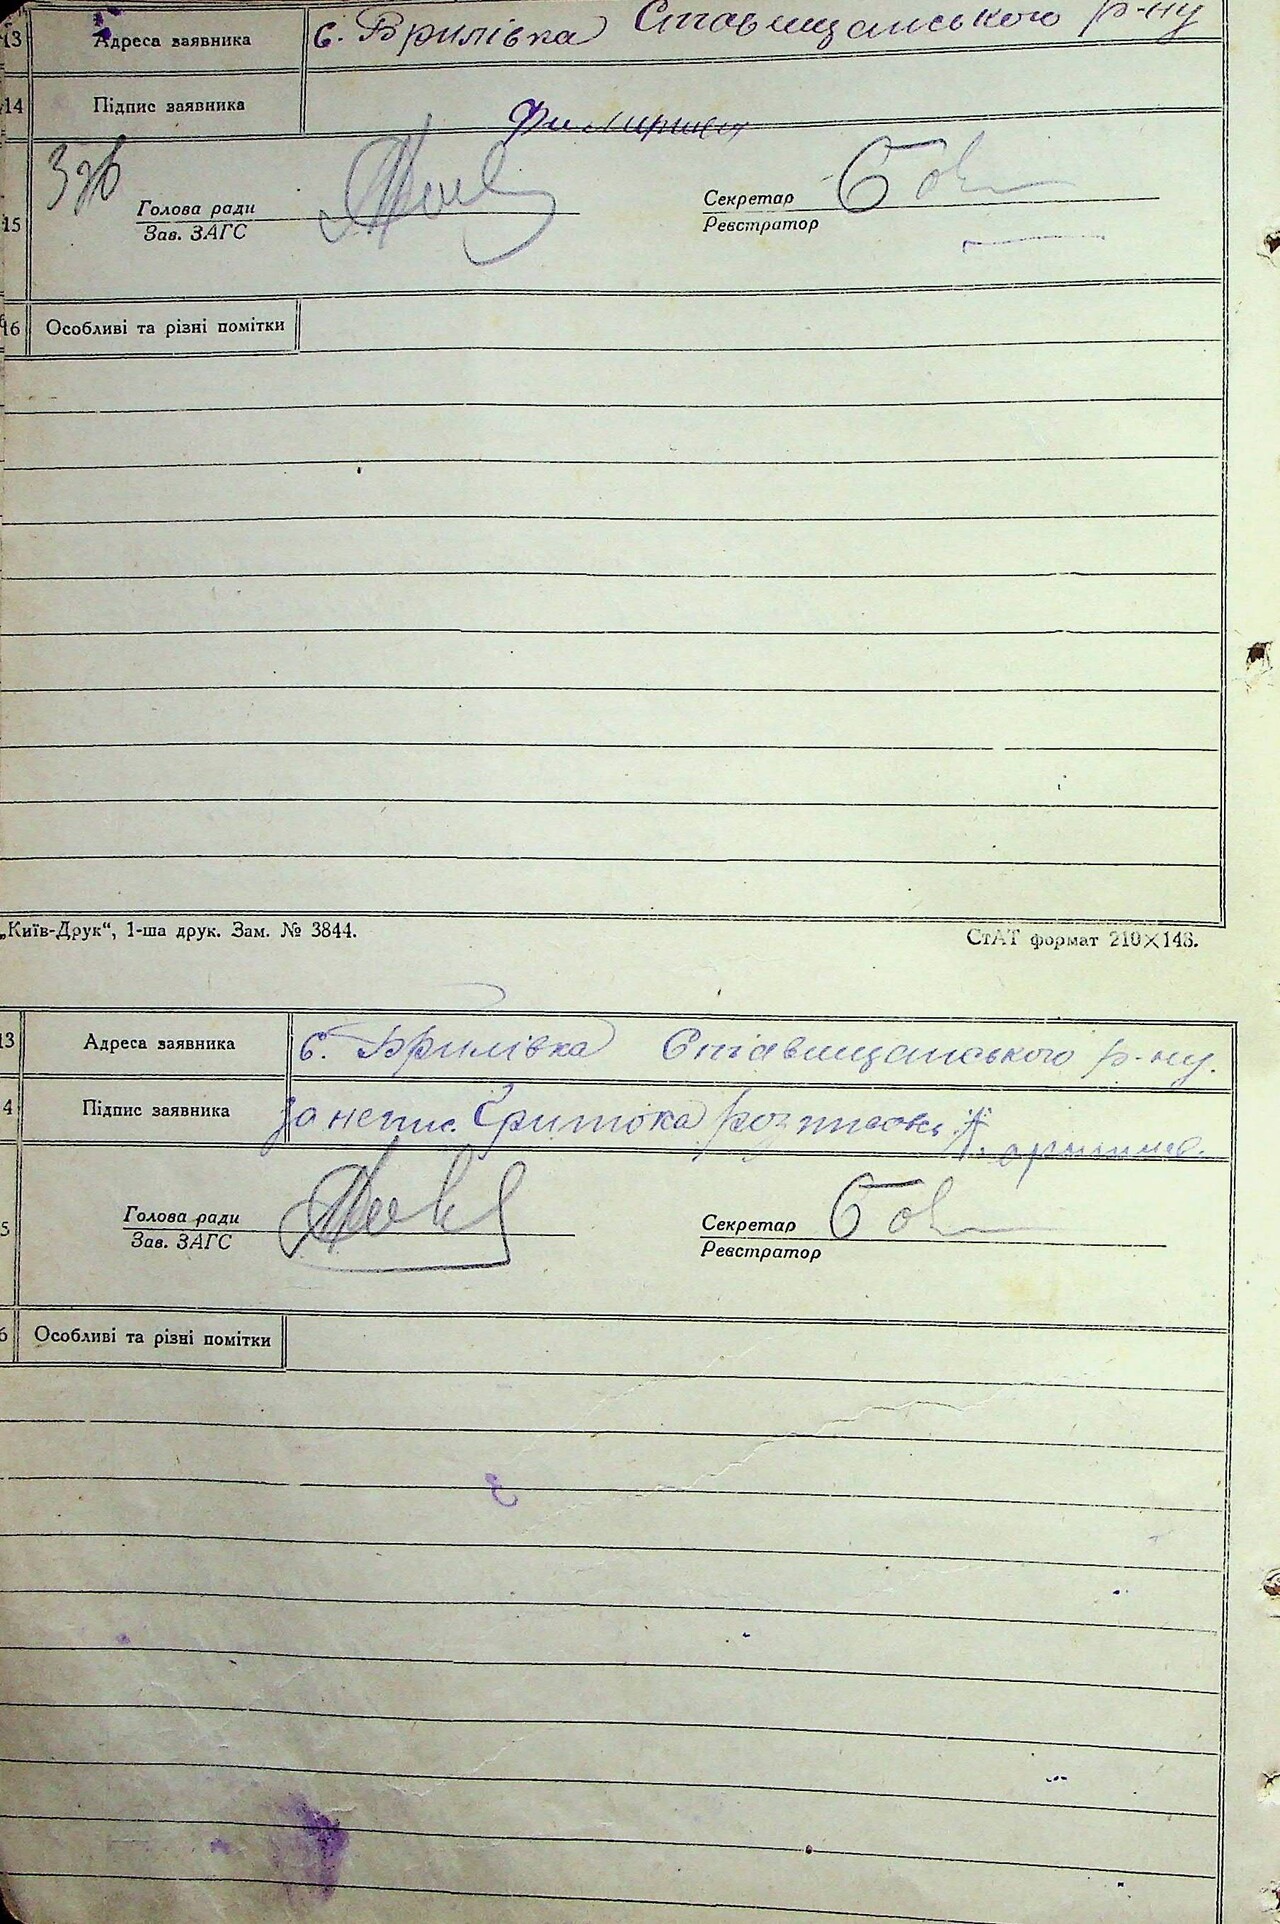 13 Адреса заявника с. Брилівка Ставищанського р-ну
14 Підпис заявника
Голова ради Секретар
15 Зав. ЗАГС Реєстратор
16 Особливі та різні помітки
„Київ-Друк“, 1-ша друк. Зам. № 3844. СтАТ формат 210×148.
13 Адреса заявника с. Брилівка Ставищанського р-ну.
4 Підпис заявника за непис.
Голова ради Секретар
5 Зав. ЗАГС Реєстратор
6 Особливі та різні помітки